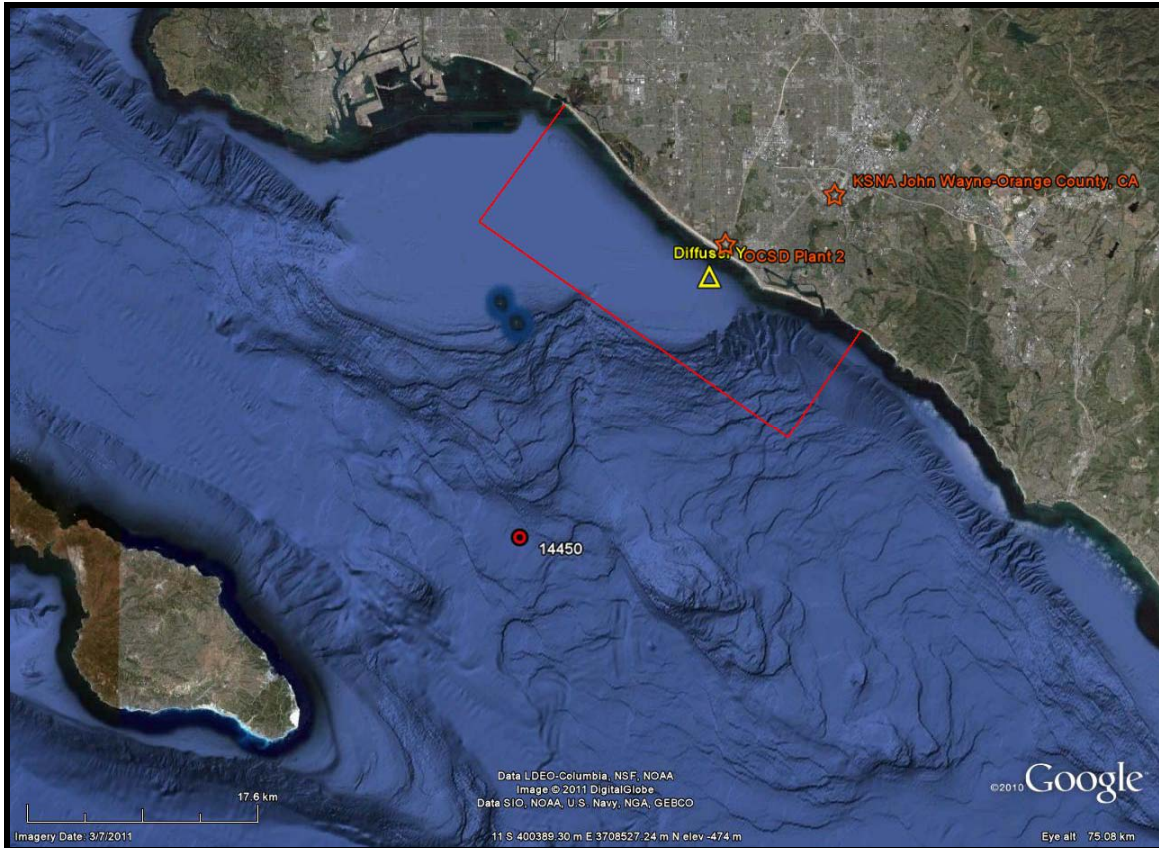 KSNA John Wayne-Orange County, CA
Diffuser Y
OCSD Plant 2
14450
17.6 km
Data LDEO-Columbia, NSF, NOAA
Image © 2011 DigitalGlobe
Data SIO, NOAA, U.S. Navy, NGA, GEBCO
©2010 Google
Imagery Date: 3/7/2011
11 S 400389.30 m E 3708527.24 m N elev -474 m
Eye alt 75.08 km